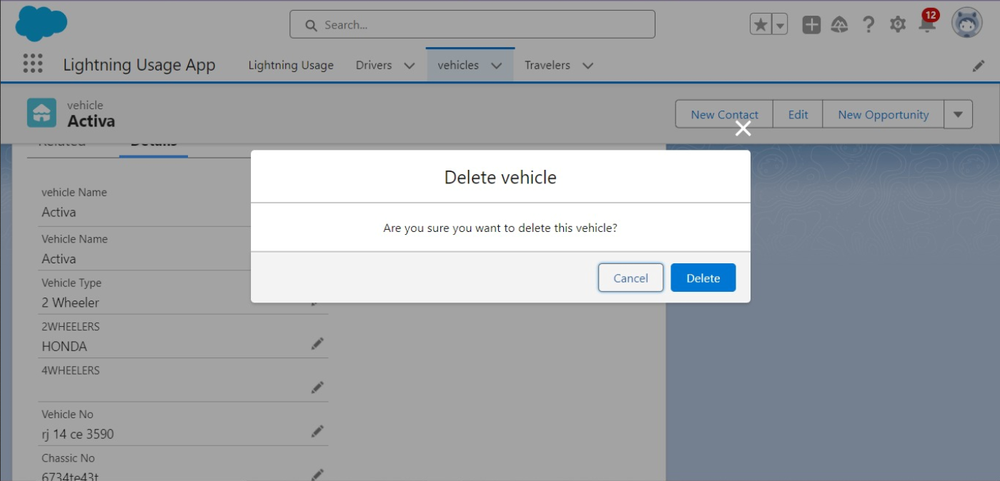 Search...
12
Lightning Usage App Lightning Usage Drivers vehicles Travelers
vehicle
Activa
New Contact Edit New Opportunity
Related Details
Delete vehicle
Are you sure you want to delete this vehicle?
Cancel Delete
vehicle Name
Activa
Vehicle Name
Activa
Vehicle Type
2 Wheeler
2WHEELERS
HONDA
4WHEELERS
Vehicle No
rj 14 ce 3590
Chassic No
6734te43t